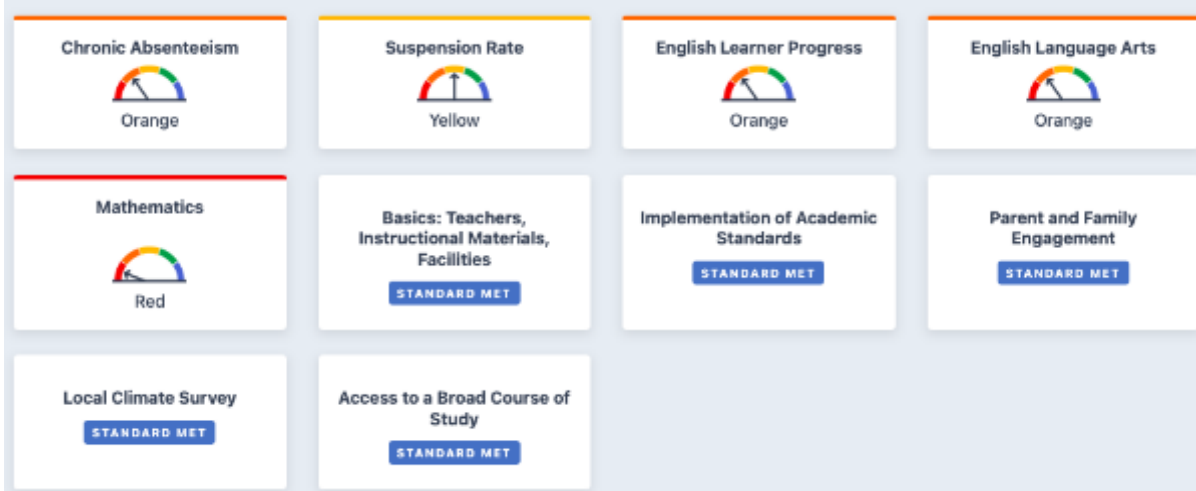 Chronic Absenteeism
Orange
Suspension Rate
Yellow
English Learner Progress
Orange
English Language Arts
Orange
Mathematics
Red
Basics: Teachers,
Instructional Materials,
Facilities
STANDARD MET
Implementation of Academic
Standards
STANDARD MET
Parent and Family
Engagement
STANDARD MET
Local Climate Survey
STANDARD MET
Access to a Broad Course of
Study
STANDARD MET